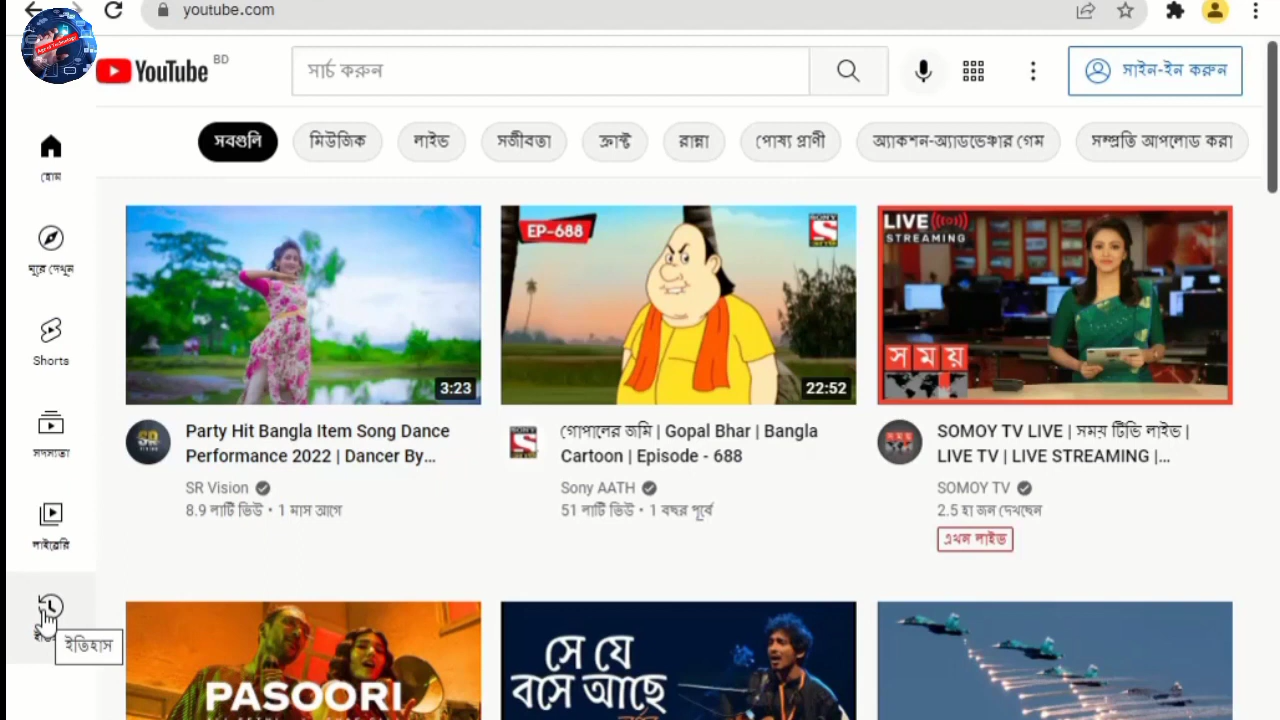 youtube.com
YouTube BD
সার্চ করুন
সাইন-ইন করুন
সবগুলি
মিউজিক
লাইভ
সজীবতা
ক্রাস্ট
রান্না
পোষ্য প্রাণী
অ্যাকশন-অ্যাডভেঞ্চার গেম
সম্প্রতি আপলোড করা
হোম
ঘুরে দেখুন
Shorts
সদস্যতা
লাইব্রেরি
ইতিহাস
3:23
Party Hit Bangla Item Song Dance
Performance 2022 | Dancer By...
SR Vision
8.9 লাটি ভিউ • 1 মাস আগে
EP-688
22:52
গোপালের জমি | Gopal Bhar | Bangla
Cartoon | Episode - 688
Sony AATH
51 লাটি ভিউ • 1 বছর পূর্বে
LIVE
STREAMING
সময়
SOMOY TV LIVE | সময় টিভি লাইভ |
LIVE TV | LIVE STREAMING |...
SOMOY TV
2.5 হা জন দেখছেন
এখন লাইভ
PASOORI
সে যে
বসে আছে